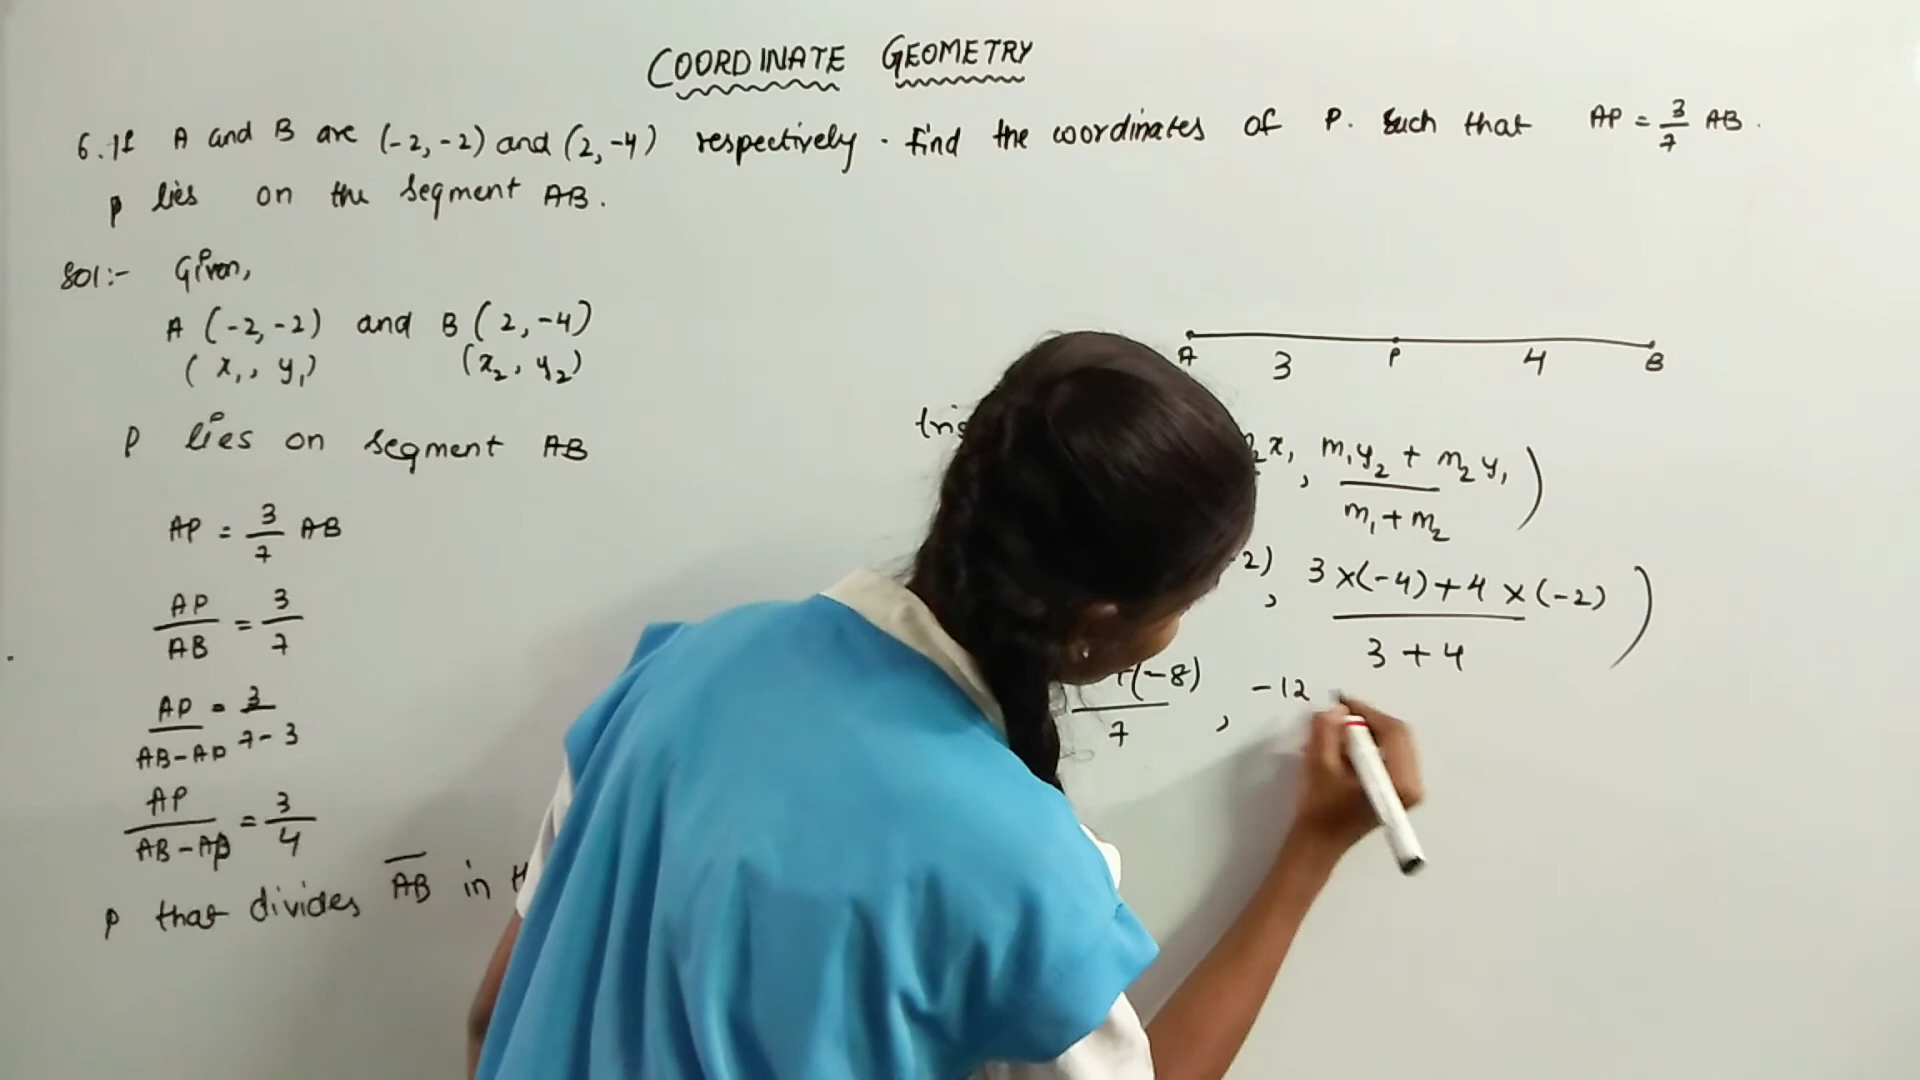 COORDINATE GEOMETRY
6. If A and B are (-2,-2) and (2,-4) respectively. find the coordinates of P. Such that AP = 3/7 AB.
P lies on the segment AB.
Sol:- Given,
A (-2,-2) and B (2,-4)
(x₁, y₁) (x₂, y₂)
P lies on segment AB
AP = 3/7 AB
AP/AB = 3/7
AP/AB-AP = 3/7-3
AP/AB-AP = 3/4
P that divides AB in
A 3 P 4 B
x₁, m₁y₂ + m₂y₁/m₁+m₂)
2), 3×(-4)+4×(-2)/3+4)
(-8)/7, -12